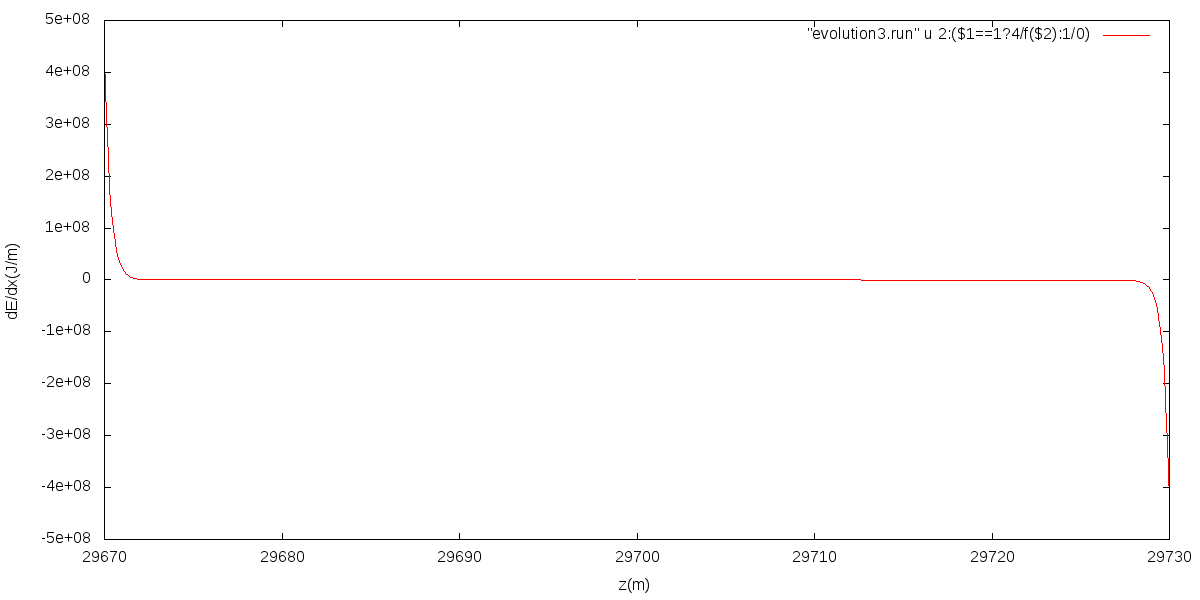 5e+08
"evolution3.run" u 2:($1==1?4/f($2):1/0)
4e+08
3e+08
2e+08
1e+08
dE/dx(J/m)
0
-1e+08
-2e+08
-3e+08
-4e+08
-5e+08
29670 29680 29690 29700 29710 29720 29730
z(m)